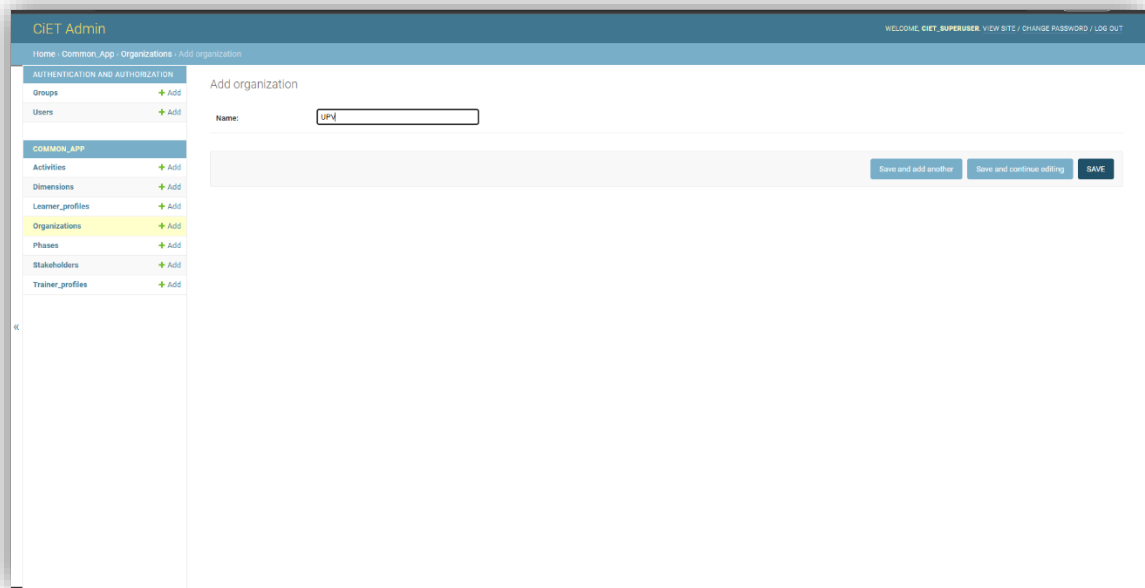 CiET Admin
WELCOME, CIET_SUPERUSER. VIEW SITE / CHANGE PASSWORD / LOG OUT
Home › Common_App › Organizations › Add organization
AUTHENTICATION AND AUTHORIZATION
Groups + Add
Users + Add
COMMON_APP
Activities + Add
Dimensions + Add
Learner_profiles + Add
Organizations + Add
Phases + Add
Stakeholders + Add
Trainer_profiles + Add
«
Add organization
Name: UPV
Save and add another Save and continue editing SAVE